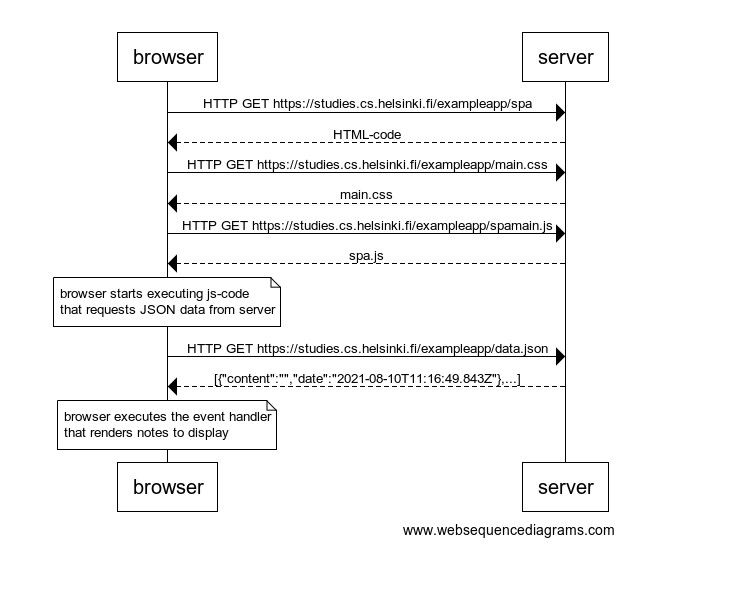 browser
server
HTTP GET https://studies.cs.helsinki.fi/exampleapp/spa
HTML-code
HTTP GET https://studies.cs.helsinki.fi/exampleapp/main.css
main.css
HTTP GET https://studies.cs.helsinki.fi/exampleapp/spamain.js
spa.js
browser starts executing js-code
that requests JSON data from server
HTTP GET https://studies.cs.helsinki.fi/exampleapp/data.json
[{"content":"","date":"2021-08-10T11:16:49.843Z"},...]
browser executes the event handler
that renders notes to display
browser
server
www.websequencediagrams.com